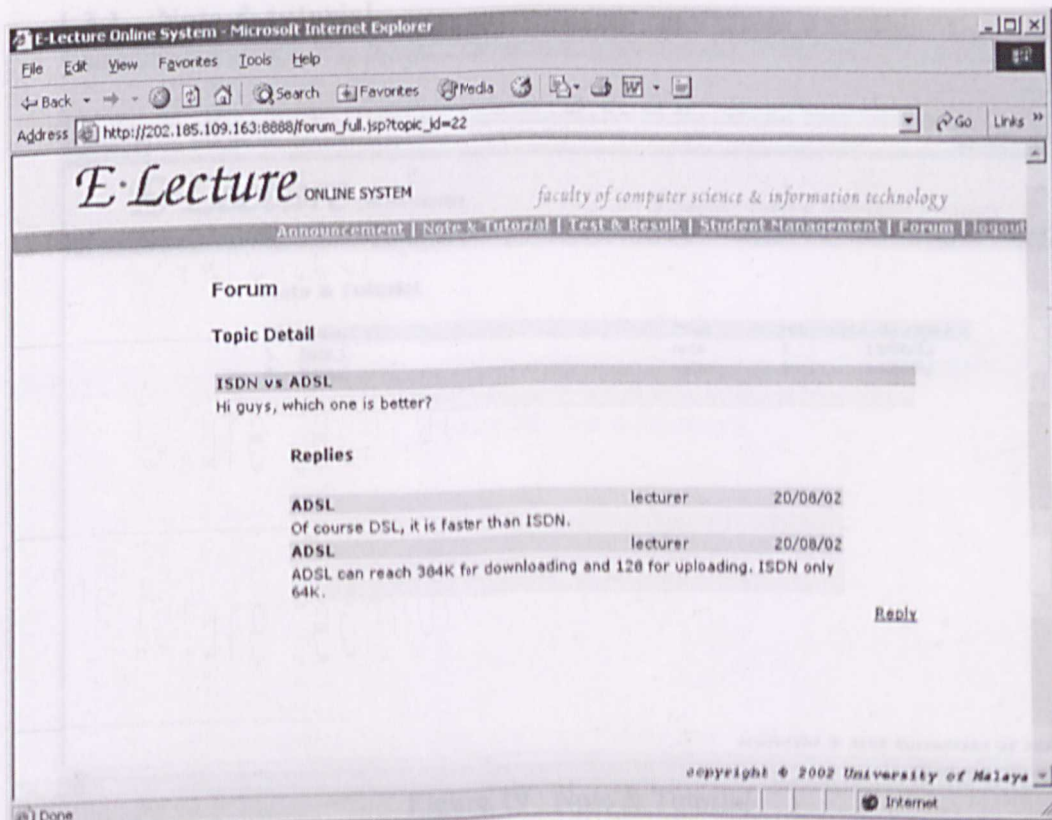 E-Lecture Online System - Microsoft Internet Explorer
File Edit View Favorites Tools Help
Back Search Favorites Media
Address http://202.185.109.163:8888/forum_full.jsp?topic_id=22 Go Links »
E-Lecture ONLINE SYSTEM faculty of computer science & information technology
Announcement | Note & Tutorial | Test & Result | Student Management | Forum | logout
Forum
Topic Detail
ISDN vs ADSL
Hi guys, which one is better?
Replies
ADSL lecturer 20/08/02
Of course DSL, it is faster than ISDN.
ADSL lecturer 20/08/02
ADSL can reach 384K for downloading and 128 for uploading. ISDN only
64K.
Reply
copyright © 2002 University of Malaya
Done Internet